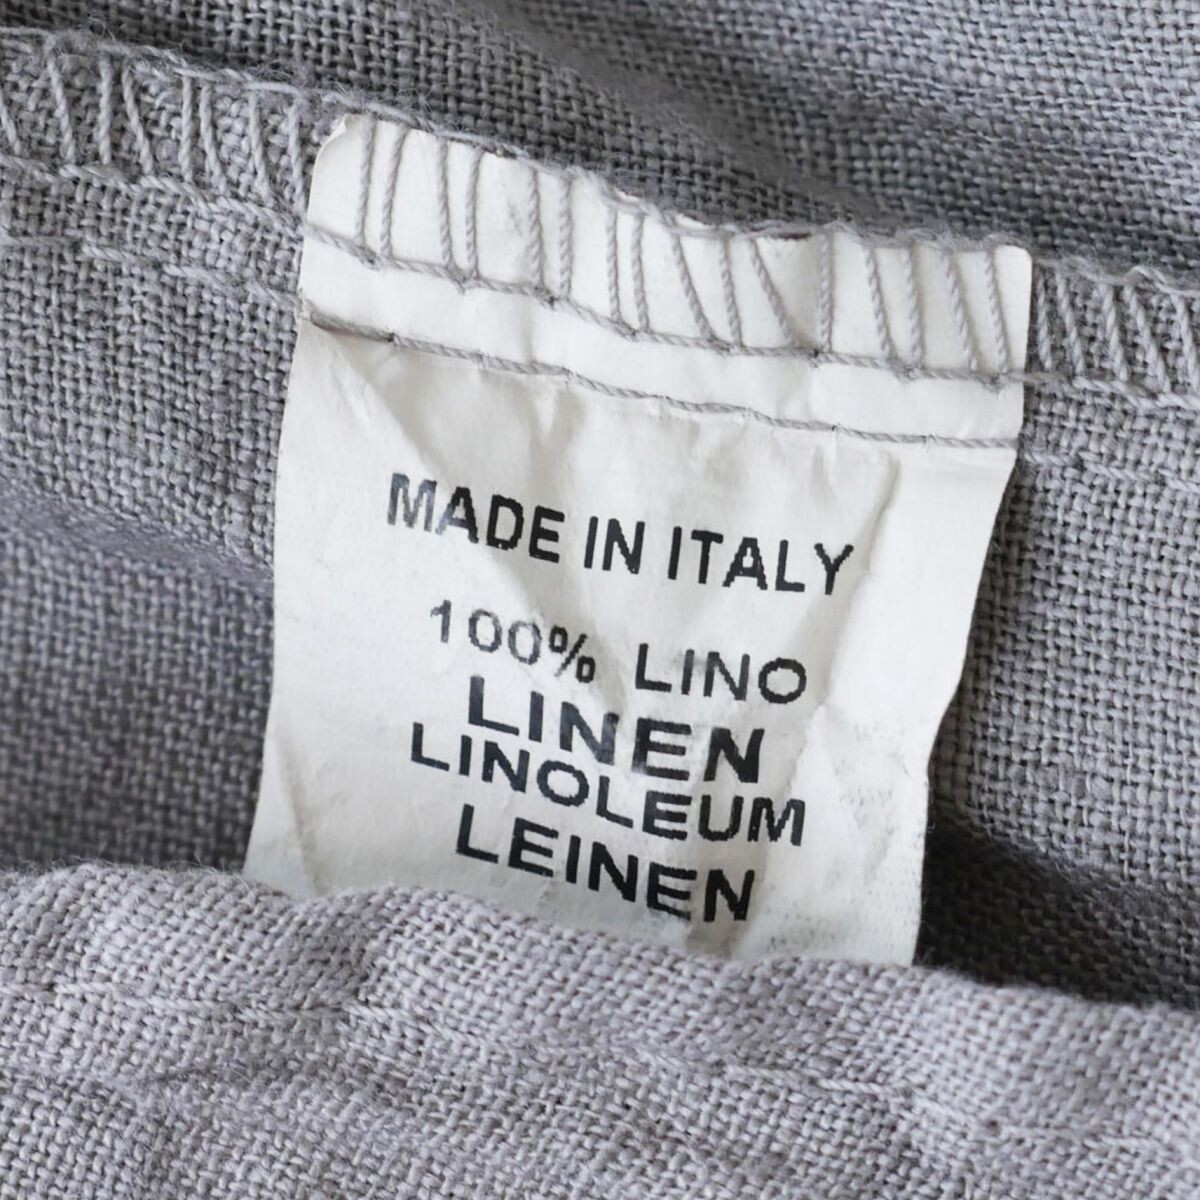 MADE IN ITALY
100% LINO
LINEN
LINOLEUM
LEINEN